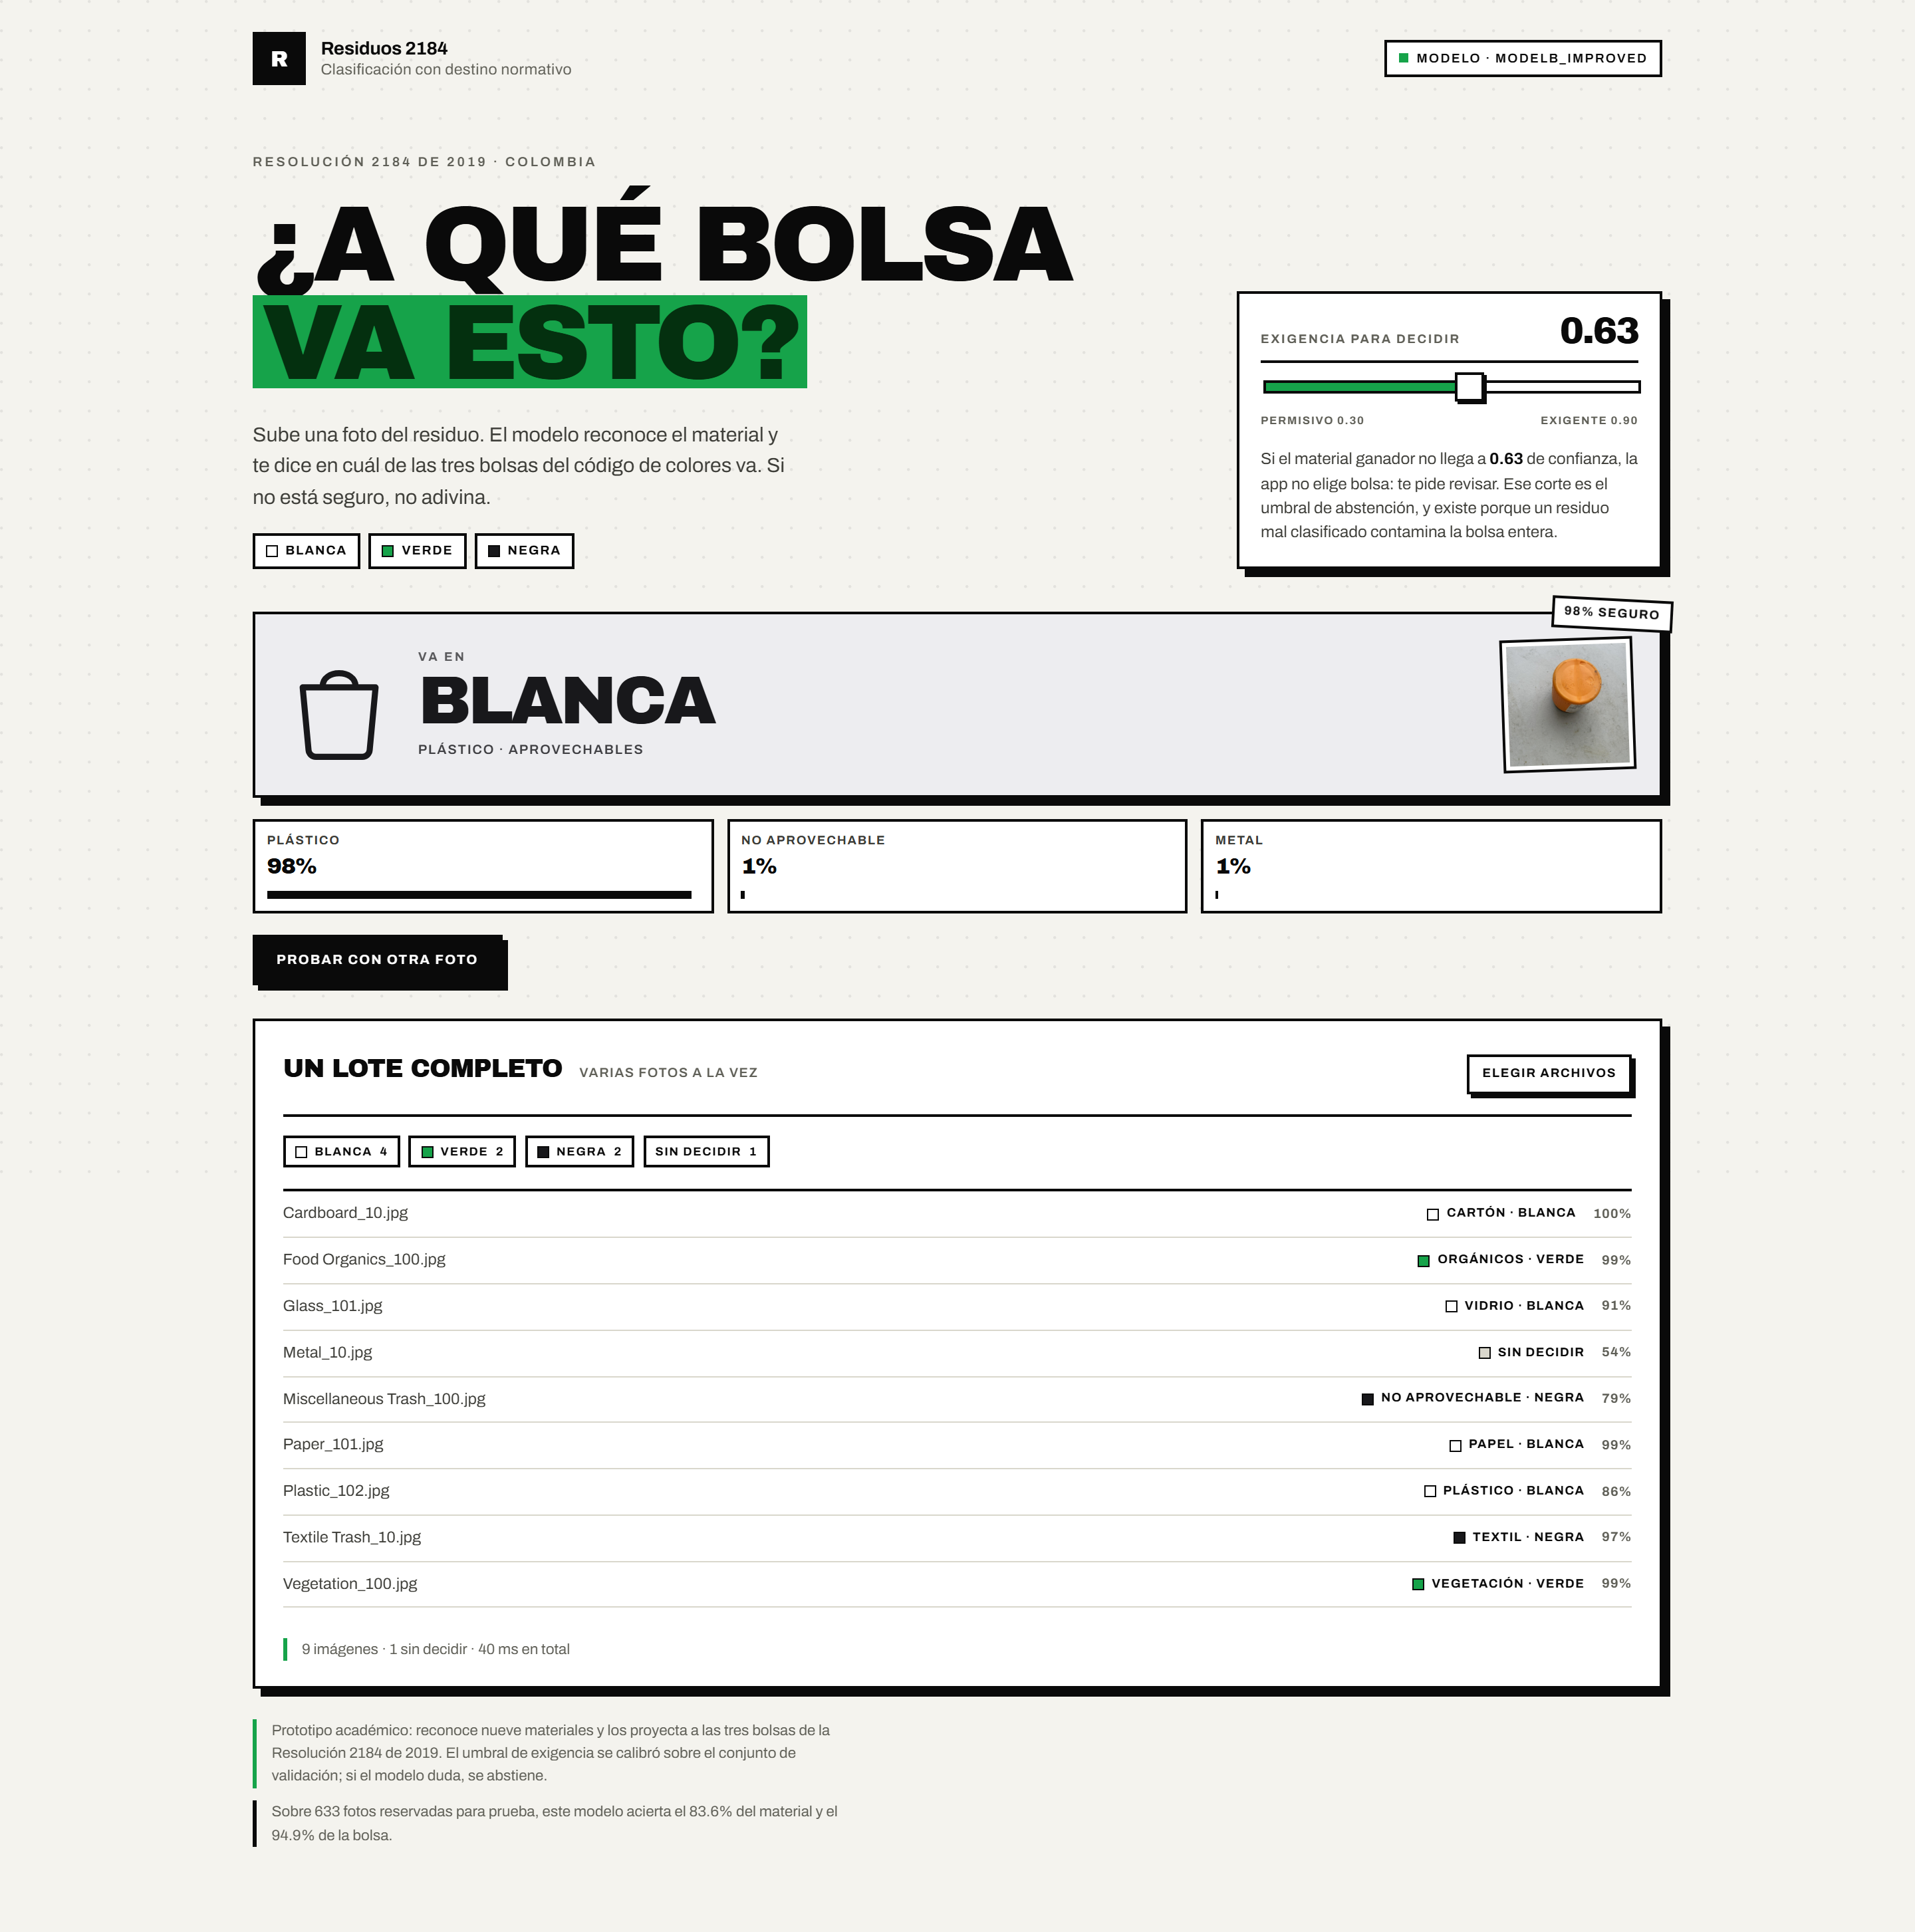 R
Residuos 2184
Clasificación con destino normativo
MODELO · MODELB_IMPROVED
RESOLUCIÓN 2184 DE 2019 · COLOMBIA
¿A QUÉ BOLSA
VA ESTO?
Sube una foto del residuo. El modelo reconoce el material y
te dice en cuál de las tres bolsas del código de colores va. Si
no está seguro, no adivina.
BLANCA
VERDE
NEGRA
EXIGENCIA PARA DECIDIR
0.63
PERMISIVO 0.30
EXIGENTE 0.90
Si el material ganador no llega a 0.63 de confianza, la
app no elige bolsa: te pide revisar. Ese corte es el
umbral de abstención, y existe porque un residuo
mal clasificado contamina la bolsa entera.
98% SEGURO
VA EN
BLANCA
PLÁSTICO · APROVECHABLES
PLÁSTICO
98%
NO APROVECHABLE
1%
METAL
1%
PROBAR CON OTRA FOTO
UN LOTE COMPLETO
VARIAS FOTOS A LA VEZ
ELEGIR ARCHIVOS
BLANCA 4
VERDE 2
NEGRA 2
SIN DECIDIR 1
Cardboard_10.jpg
CARTÓN · BLANCA 100%
Food Organics_100.jpg
ORGÁNICOS · VERDE 99%
Glass_101.jpg
VIDRIO · BLANCA 91%
Metal_10.jpg
SIN DECIDIR 54%
Miscellaneous Trash_100.jpg
NO APROVECHABLE · NEGRA 79%
Paper_101.jpg
PAPEL · BLANCA 99%
Plastic_102.jpg
PLÁSTICO · BLANCA 86%
Textile Trash_10.jpg
TEXTIL · NEGRA 97%
Vegetation_100.jpg
VEGETACIÓN · VERDE 99%
9 imágenes · 1 sin decidir · 40 ms en total
Prototipo académico: reconoce nueve materiales y los proyecta a las tres bolsas de la
Resolución 2184 de 2019. El umbral de exigencia se calibró sobre el conjunto de
validación; si el modelo duda, se abstiene.
Sobre 633 fotos reservadas para prueba, este modelo acierta el 83.6% del material y el
94.9% de la bolsa.